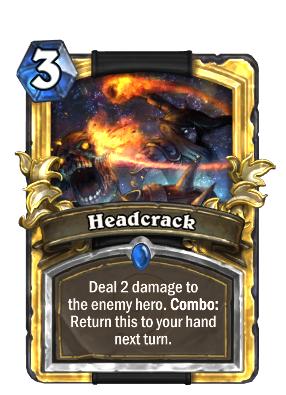 3
Headcrack
Deal 2 damage to
the enemy hero. Combo:
Return this to your hand
next turn.